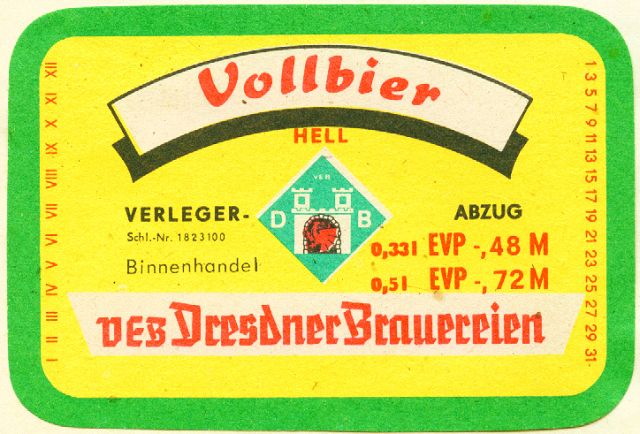 Vollbier
HELL
VEB
D B
VERLEGER-ABZUG
Schl.-Nr. 1823100
Binnenhandel
0,33l EVP -,48 M
0,5l EVP -,72 M
VEB Dresdner Brauereien
I II III IV V VI VII VIII IX X XI XII
1 3 5 7 9 11 13 15 17 19 21 23 25 27 29 31